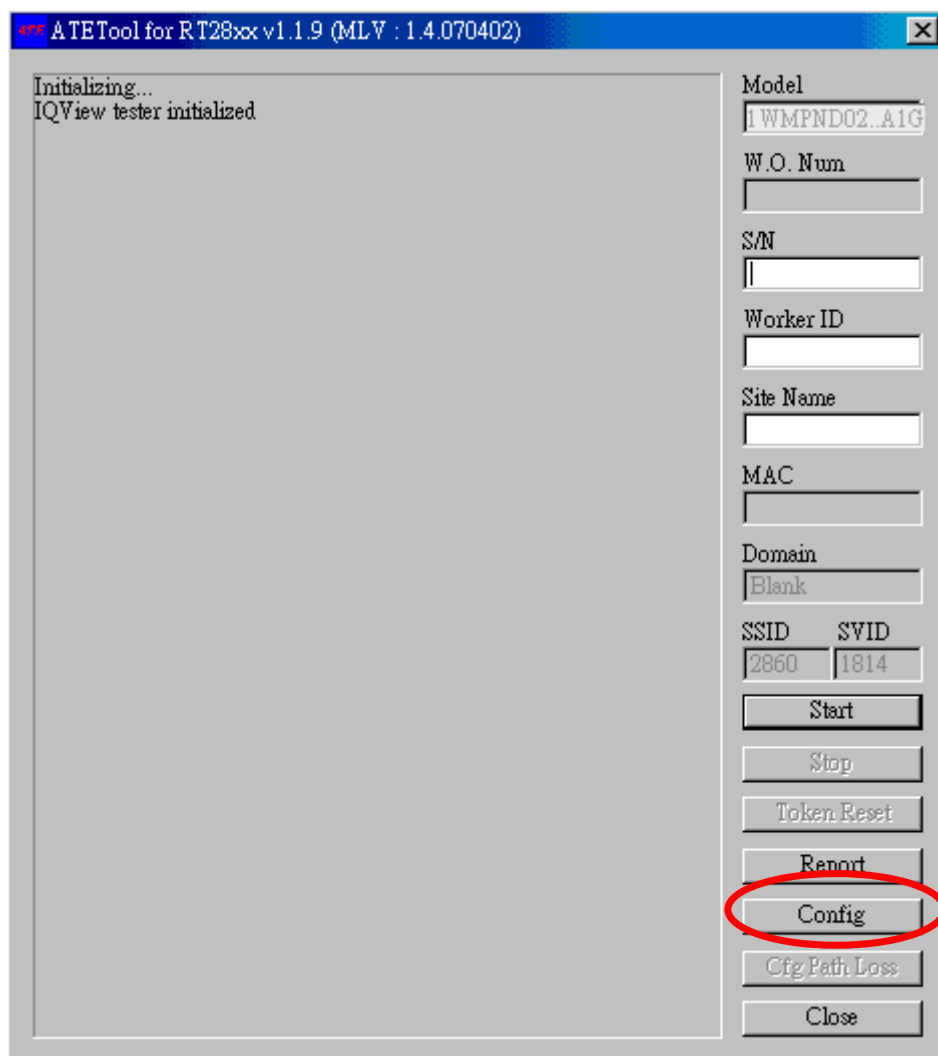 ATE ATETool for RT28xx v1.1.9 (MLV : 1.4.070402)
Initializing...
IQView tester initialized
Model
1WMPND02..A1G
W.O. Num
S/N
Worker ID
Site Name
MAC
Domain
Blank
SSID SVID
2860 1814
Start
Stop
Token Reset
Report
Config
Cfg Path Loss
Close